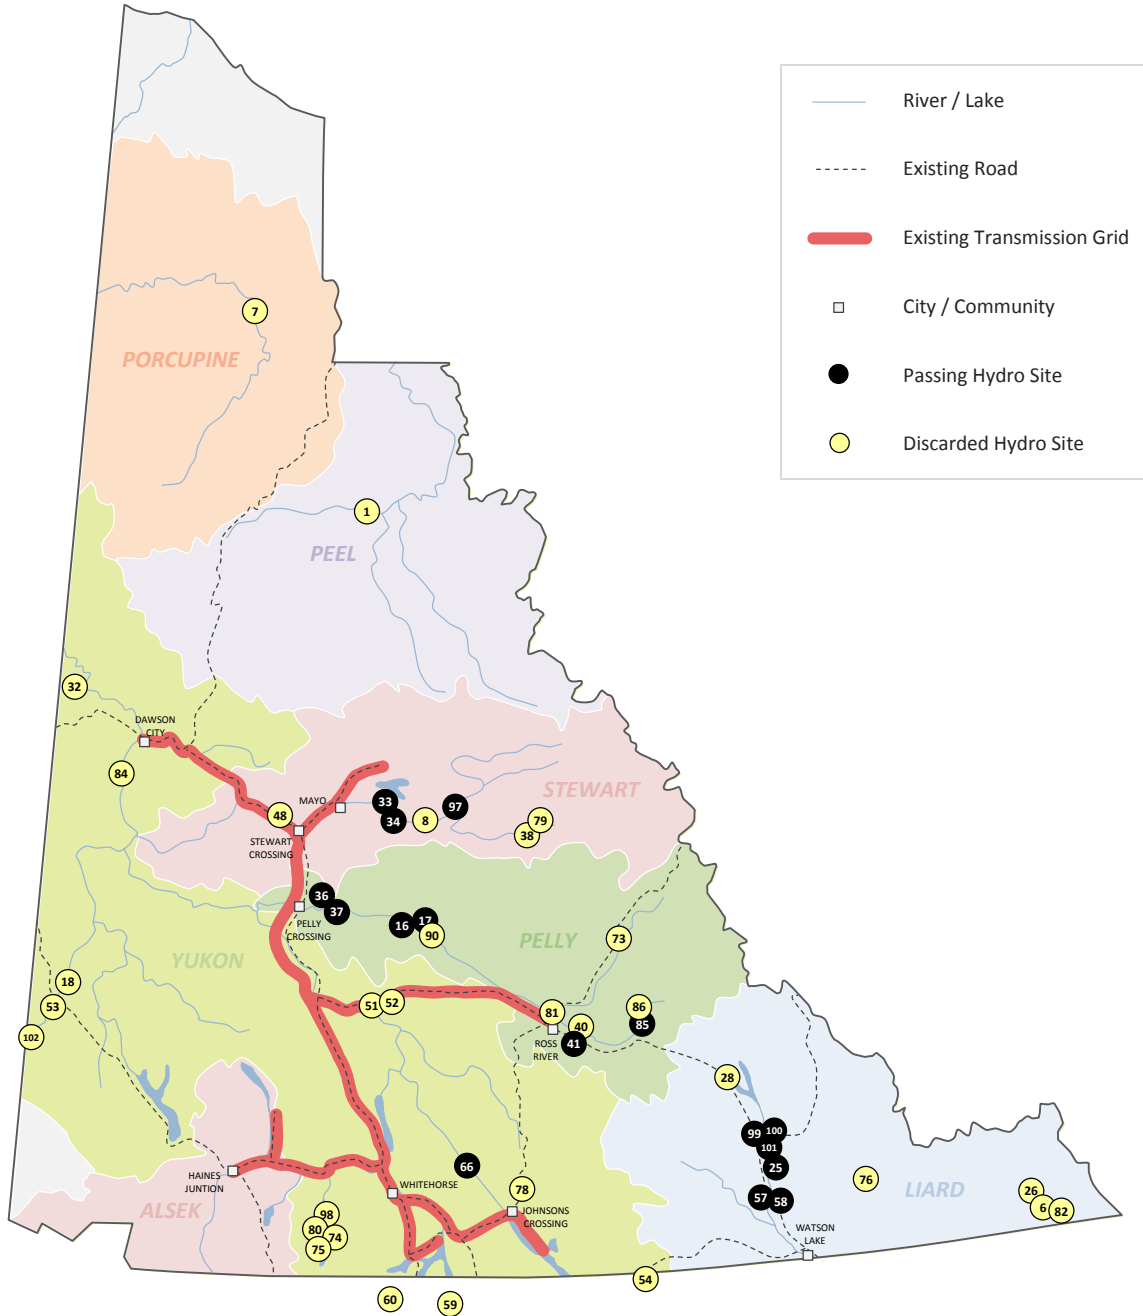 River / Lake
Existing Road
Existing Transmission Grid
City / Community
Passing Hydro Site
Discarded Hydro Site
7
PORCUPINE
1
PEEL
32
DAWSON
CITY
84
STEWART
MAYO
33
97
48
34
8
79
38
STEWART
CROSSING
36
37
17
16
90
PELLY
CROSSING
PELLY
73
YUKON
18
53
51
52
86
81
85
40
102
41
ROSS
RIVER
28
99
100
101
25
66
HAINES
JUNTION
76
78
WHITEHORSE
57
58
LIARD
26
6
82
ALSEK
98
80
74
75
JOHNSONS
CROSSING
WATSON
LAKE
54
60
59